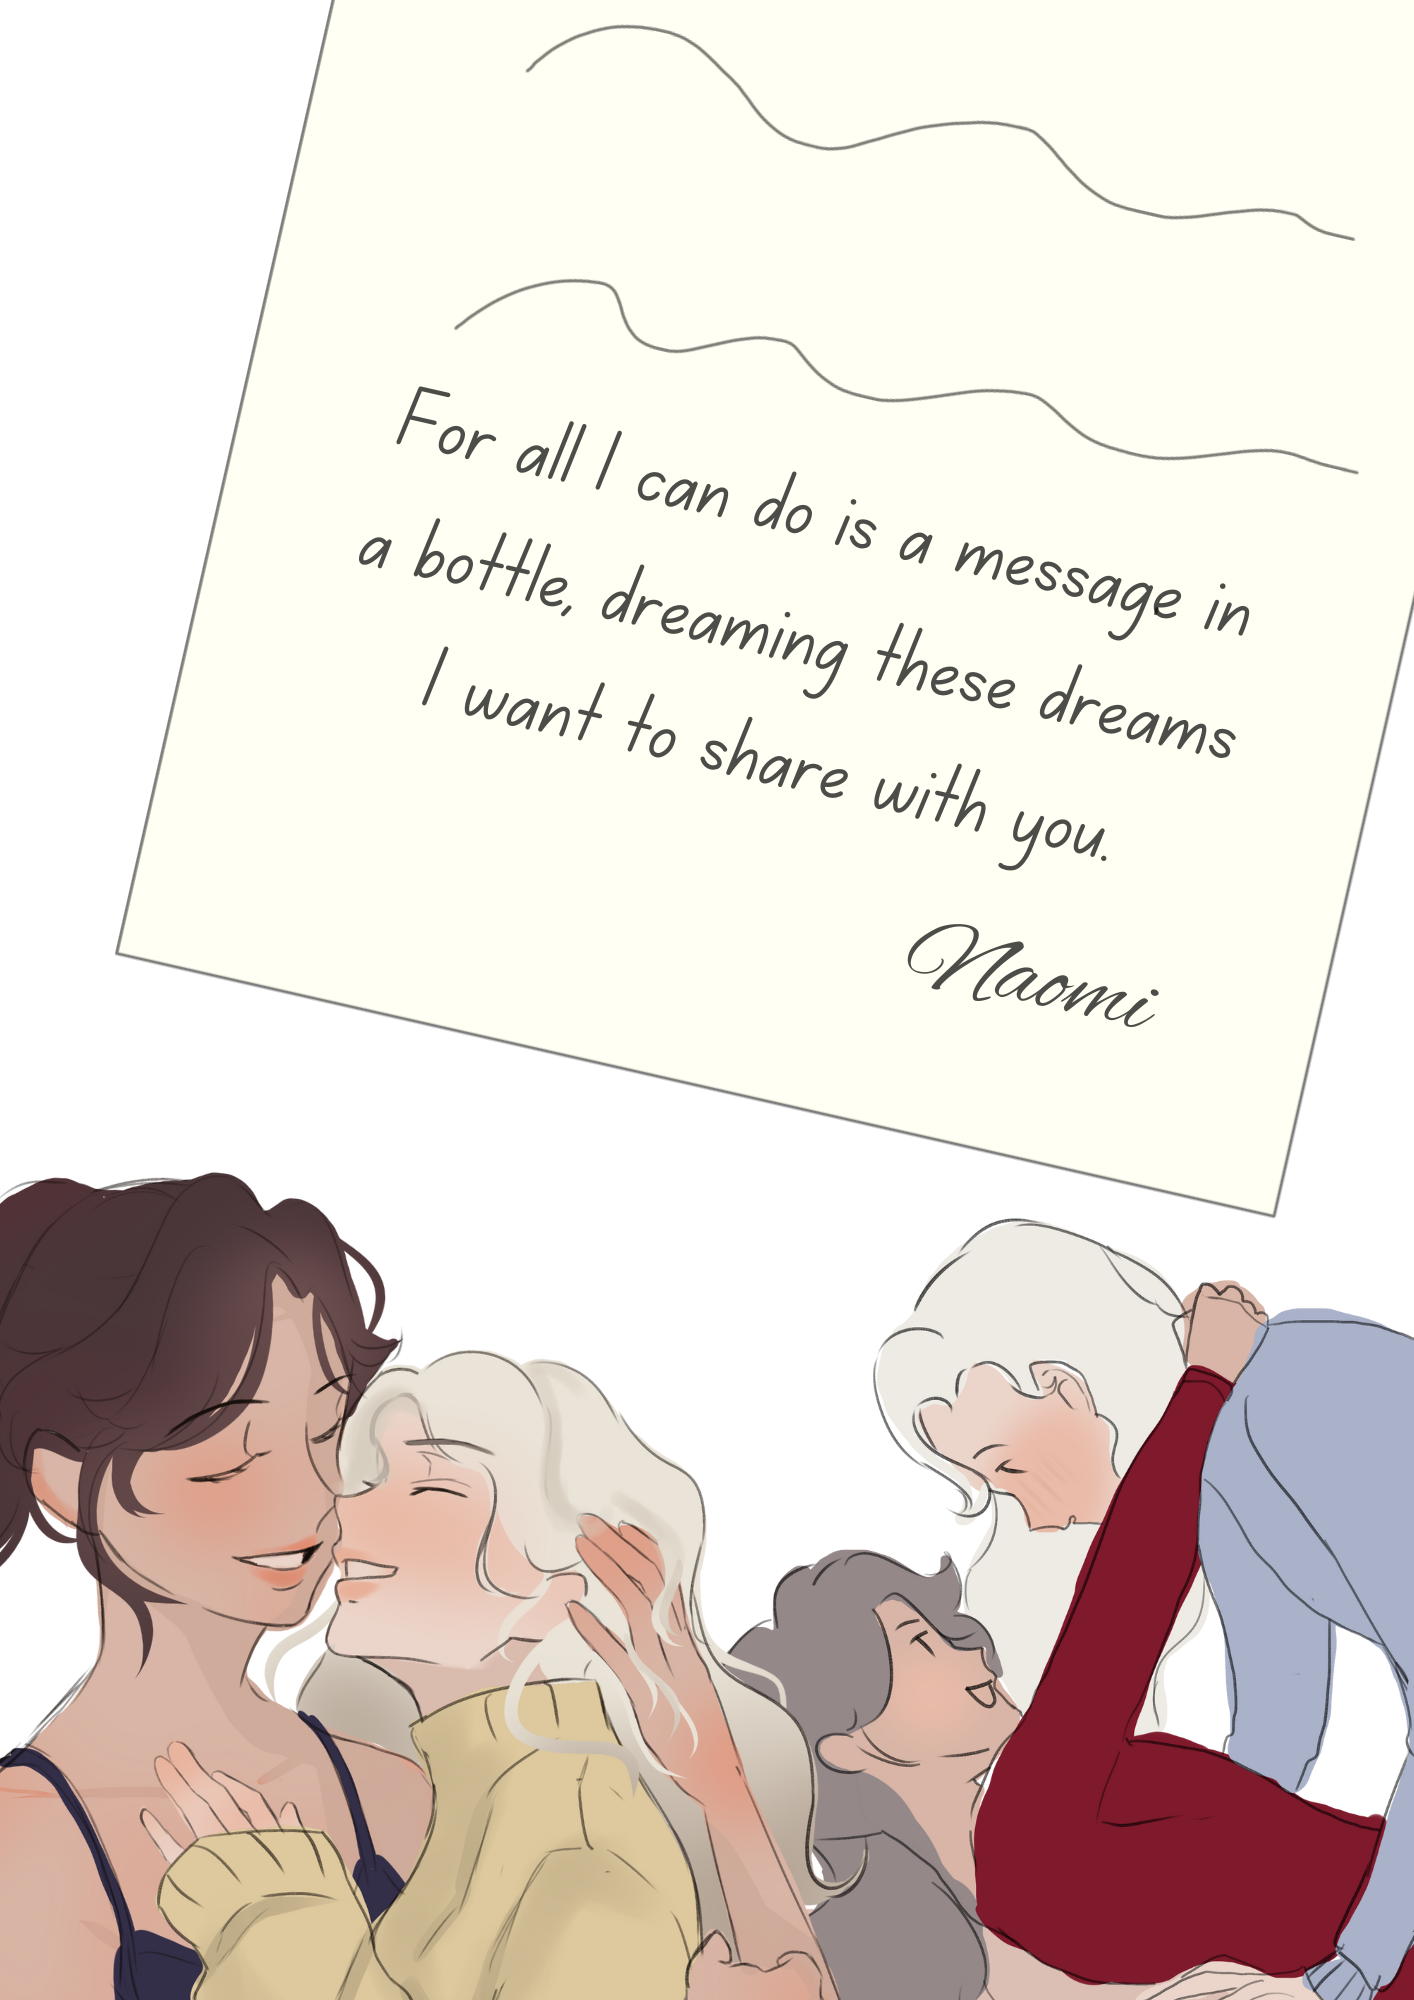 For all I can do is a message in
a bottle, dreaming these dreams
I want to share with you.
Naomi